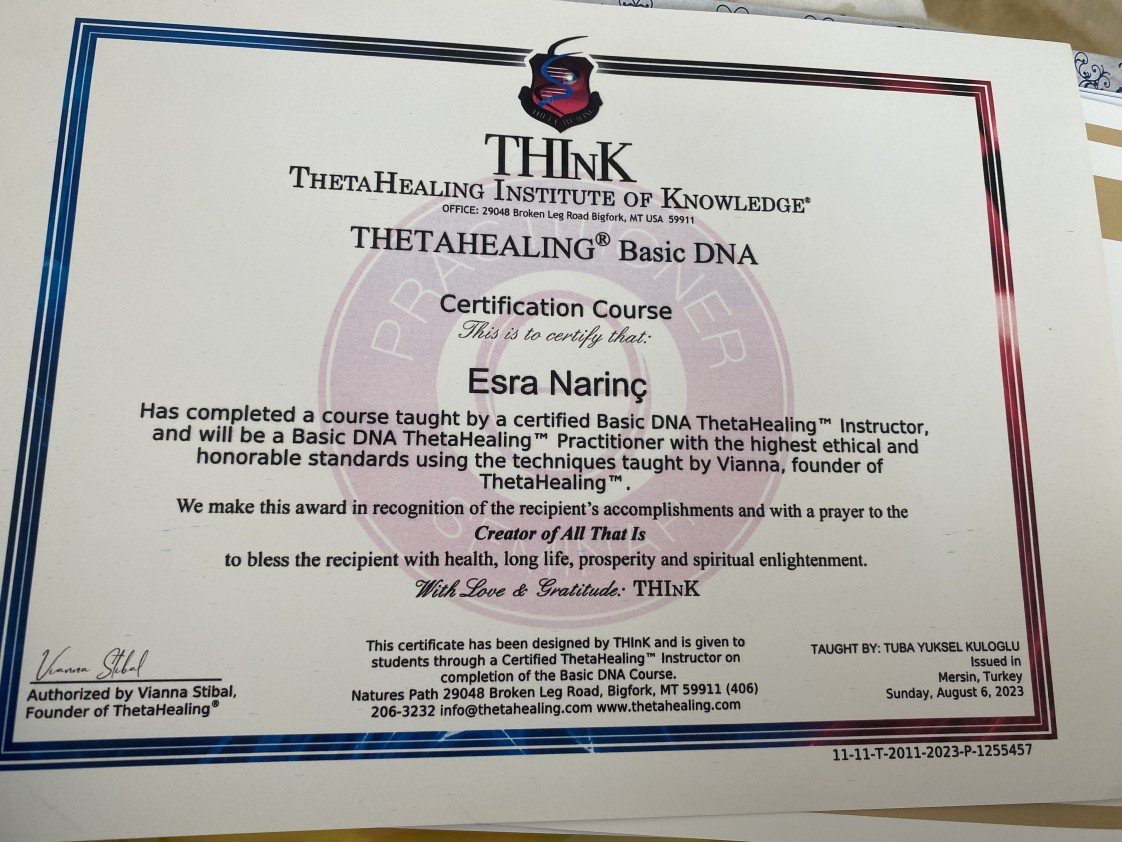 THETAHEALING
THInK
THETAHEALING INSTITUTE OF KNOWLEDGE®
OFFICE: 29048 Broken Leg Road Bigfork, MT USA 59911
THETAHEALING® Basic DNA
PRACTITIONER
Certification Course
This is to certify that:
Esra Narinç
Has completed a course taught by a certified Basic DNA ThetaHealing™ Instructor,
and will be a Basic DNA ThetaHealing™ Practitioner with the highest ethical and
honorable standards using the techniques taught by Vianna, founder of
ThetaHealing™.
We make this award in recognition of the recipient's accomplishments and with a prayer to the
Creator of All That Is
to bless the recipient with health, long life, prosperity and spiritual enlightenment.
With Love & Gratitude: THInK
Vianna Stibal
Authorized by Vianna Stibal,
Founder of ThetaHealing®
This certificate has been designed by THInK and is given to
students through a Certified ThetaHealing™ Instructor on
completion of the Basic DNA Course.
Natures Path 29048 Broken Leg Road, Bigfork, MT 59911 (406)
206-3232 info@thetahealing.com www.thetahealing.com
TAUGHT BY: TUBA YUKSEL KULOGLU
Issued in
Mersin, Turkey
Sunday, August 6, 2023
11-11-T-2011-2023-P-1255457